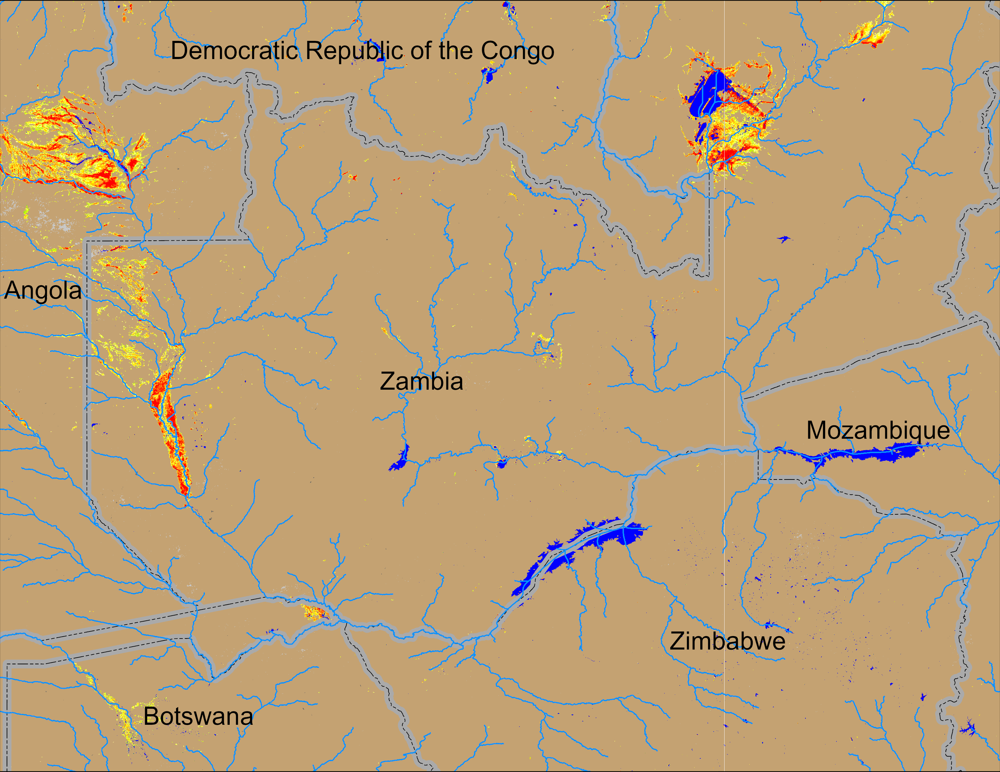 Democratic Republic of the Congo
Angola
Zambia
Mozambique
Zimbabwe
Botswana